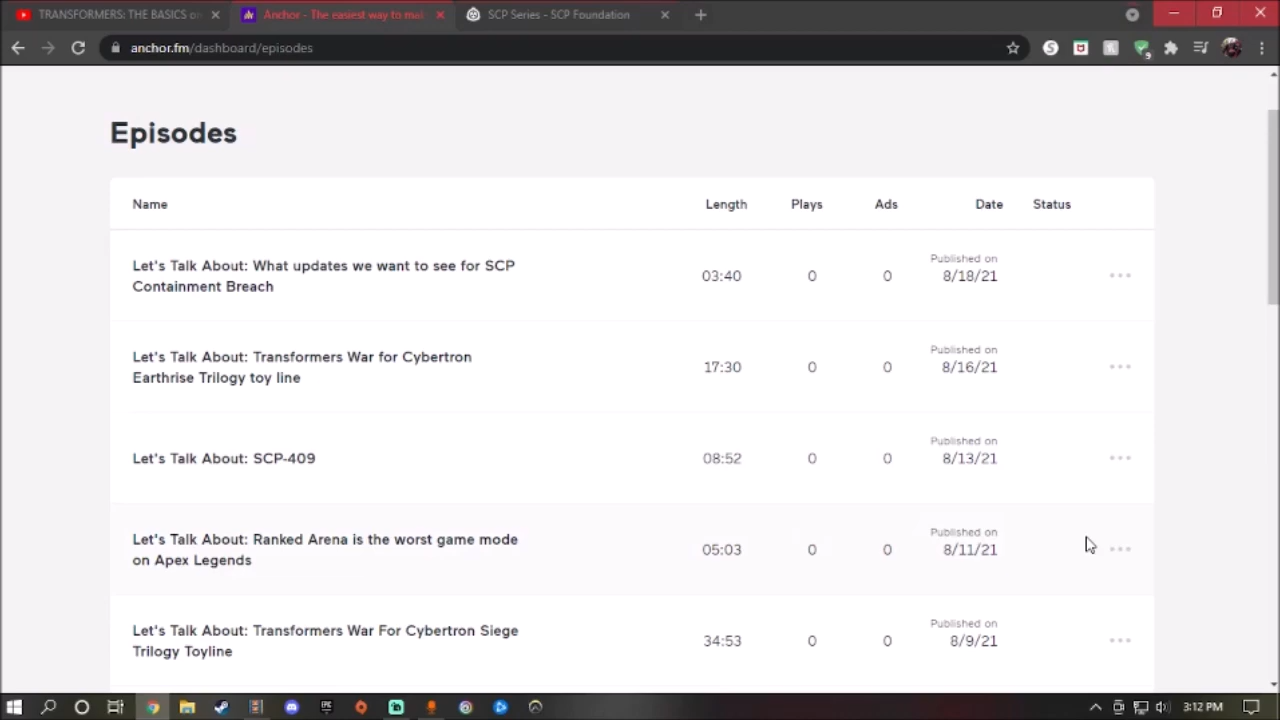 TRANSFORMERS: THE BASICS on
Anchor - The easiest way to mak
SCP Series - SCP Foundation
anchor.fm/dashboard/episodes
9
Episodes
Name Length Plays Ads Date Status
Let's Talk About: What updates we want to see for SCP
Containment Breach
03:40 0 0 Published on
8/18/21
Let's Talk About: Transformers War for Cybertron
Earthrise Trilogy toy line
17:30 0 0 Published on
8/16/21
Let's Talk About: SCP-409
08:52 0 0 Published on
8/13/21
Let's Talk About: Ranked Arena is the worst game mode
on Apex Legends
05:03 0 0 Published on
8/11/21
Let's Talk About: Transformers War For Cybertron Siege
Trilogy Toyline
34:53 0 0 Published on
8/9/21
3:12 PM